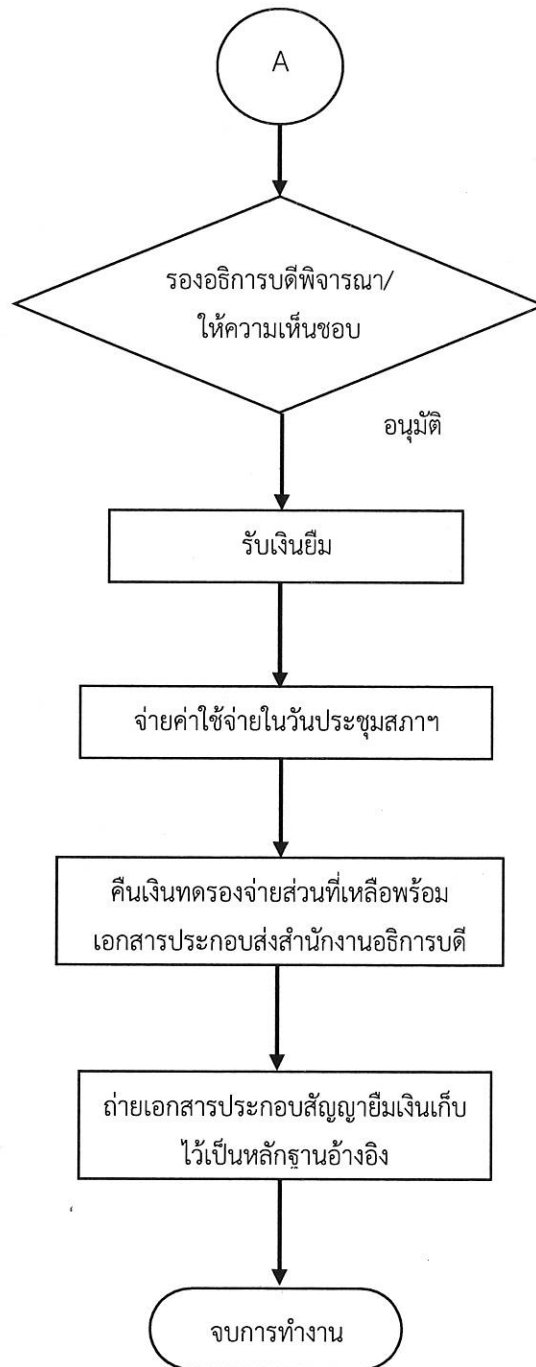 A
รองอธิการบดีพิจารณา/
ให้ความเห็นชอบ
อนุมัติ
รับเงินยืม
จ่ายค่าใช้จ่ายในวันประชุมสภาฯ
คืนเงินทดรองจ่ายส่วนที่เหลือพร้อม
เอกสารประกอบส่งสำนักงานอธิการบดี
ถ่ายเอกสารประกอบสัญญายืมเงินเก็บ
ไว้เป็นหลักฐานอ้างอิง
จบการทำงาน